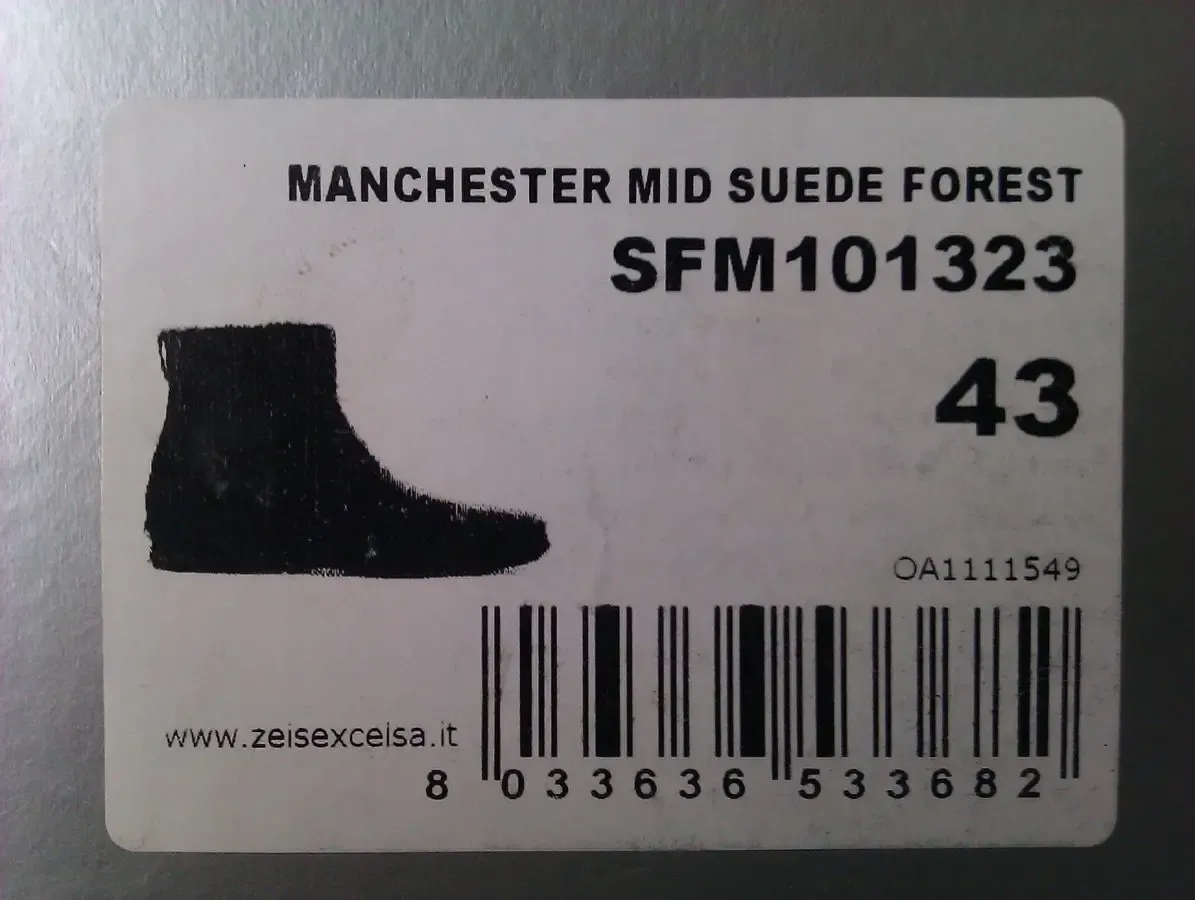 MANCHESTER MID SUEDE FOREST
SFM101323
43
OA1111549
www.zeisexcelsa.it
8 033636 533682